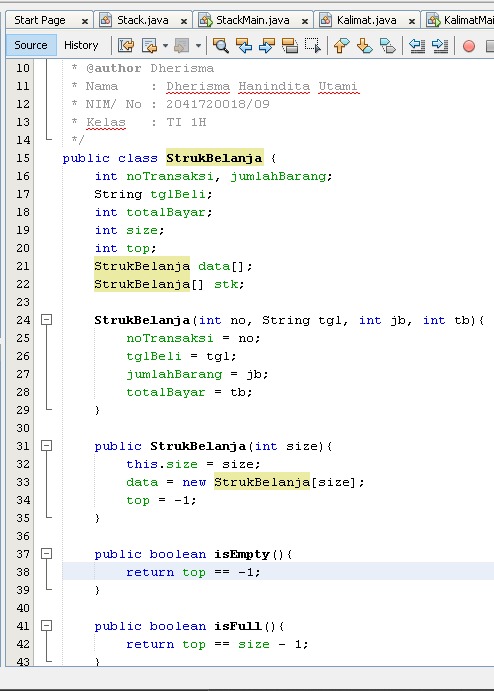 Start Page Stack.java StackMain.java Kalimat.java KalimatMai
Source History
10 * @author Dherisma
11 * Nama : Dherisma Hanindita Utami
12 * NIM/ No : 2041720018/09
13 * Kelas : TI 1H
14 */
15 public class StrukBelanja {
16 int noTransaksi, jumlahBarang;
17 String tglBeli;
18 int totalBayar;
19 int size;
20 int top;
21 StrukBelanja data[];
22 StrukBelanja[] stk;
23
24 StrukBelanja(int no, String tgl, int jb, int tb){
25 noTransaksi = no;
26 tglBeli = tgl;
27 jumlahBarang = jb;
28 totalBayar = tb;
29 }
30
31 public StrukBelanja(int size){
32 this.size = size;
33 data = new StrukBelanja[size];
34 top = -1;
35 }
36
37 public boolean isEmpty(){
38 return top == -1;
39 }
40
41 public boolean isFull(){
42 return top == size - 1;
43 }